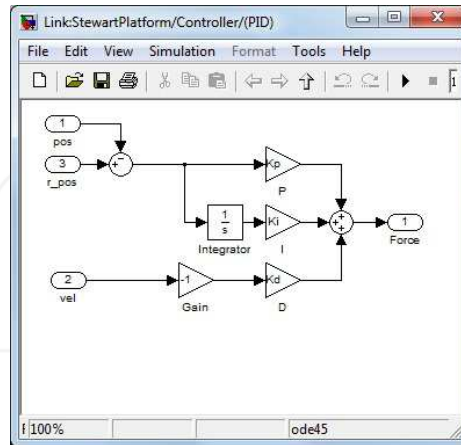 Link:StewartPlatform/Controller/(PID)
File Edit View Simulation Format Tools Help
1
1
pos
3
r_pos
Kp
P
1
s
Integrator
Ki
I
1
Force
2
vel
-1
Gain
Kd
D
100%
ode45